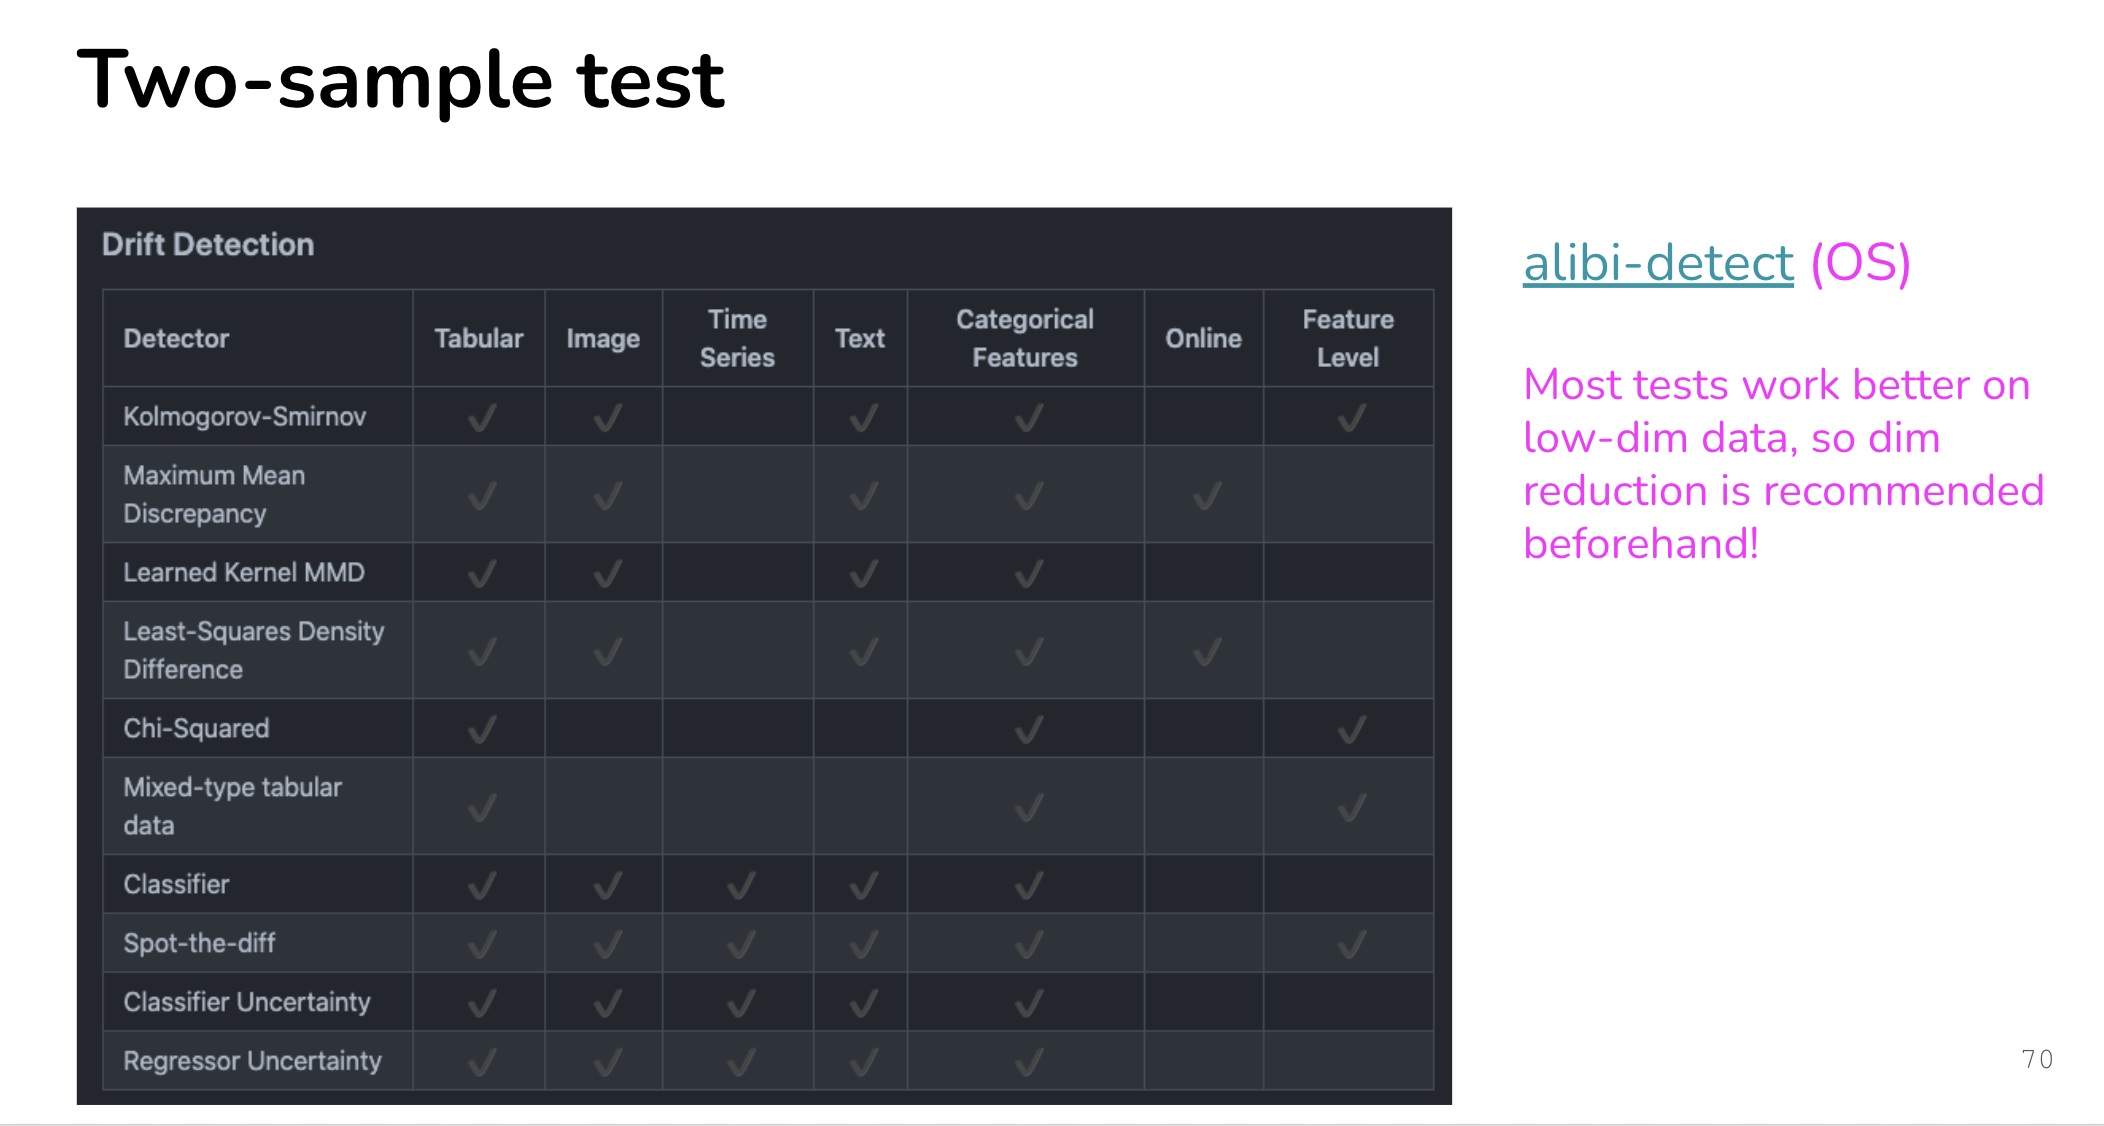 Two-sample test
Drift Detection
Detector Tabular Image Time Series Text Categorical Features Online Feature Level
Kolmogorov-Smirnov ✔ ✔ ✔ ✔ ✔
Maximum Mean Discrepancy ✔ ✔ ✔ ✔ ✔
Learned Kernel MMD ✔ ✔ ✔ ✔
Least-Squares Density Difference ✔ ✔ ✔ ✔ ✔
Chi-Squared ✔ ✔ ✔
Mixed-type tabular data ✔ ✔ ✔
Classifier ✔ ✔ ✔ ✔ ✔
Spot-the-diff ✔ ✔ ✔ ✔ ✔ ✔
Classifier Uncertainty ✔ ✔ ✔ ✔ ✔
Regressor Uncertainty ✔ ✔ ✔ ✔ ✔
alibi-detect (OS)
Most tests work better on
low-dim data, so dim
reduction is recommended
beforehand!
70